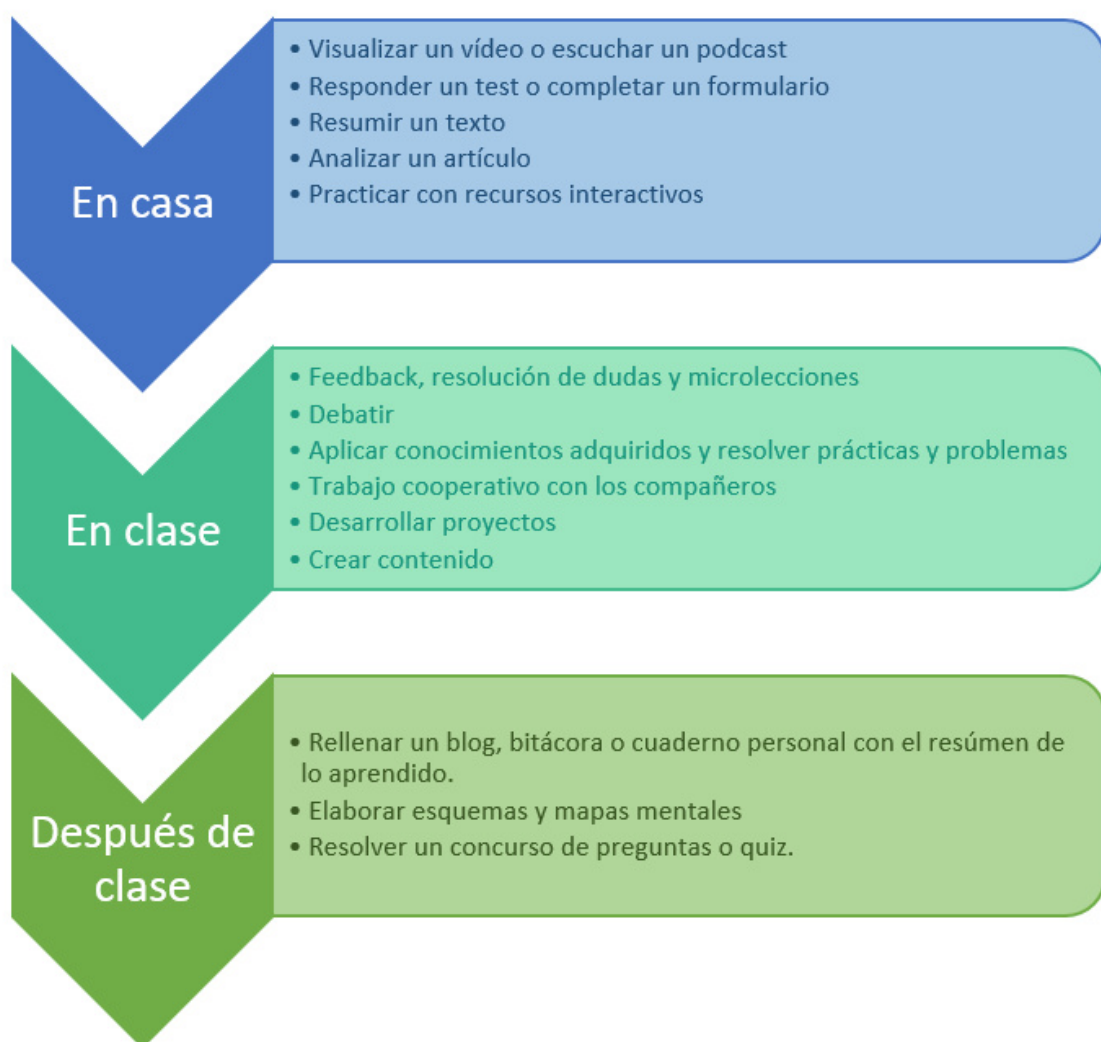 En casa
• Visualizar un vídeo o escuchar un podcast
• Responder un test o completar un formulario
• Resumir un texto
• Analizar un artículo
• Practicar con recursos interactivos
En clase
• Feedback, resolución de dudas y microlecciones
• Debatir
• Aplicar conocimientos adquiridos y resolver prácticas y problemas
• Trabajo cooperativo con los compañeros
• Desarrollar proyectos
• Crear contenido
Después de
clase
• Rellenar un blog, bitácora o cuaderno personal con el resúmen de
lo aprendido.
• Elaborar esquemas y mapas mentales
• Resolver un concurso de preguntas o quiz.